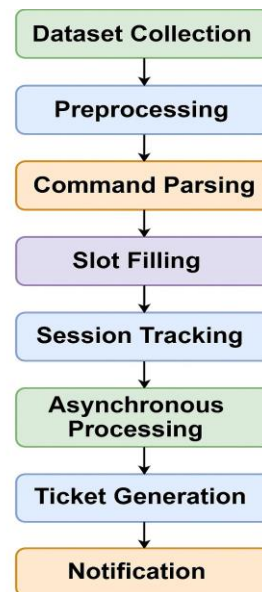 Dataset Collection
Preprocessing
Command Parsing
Slot Filling
Session Tracking
Asynchronous
Processing
Ticket Generation
Notification